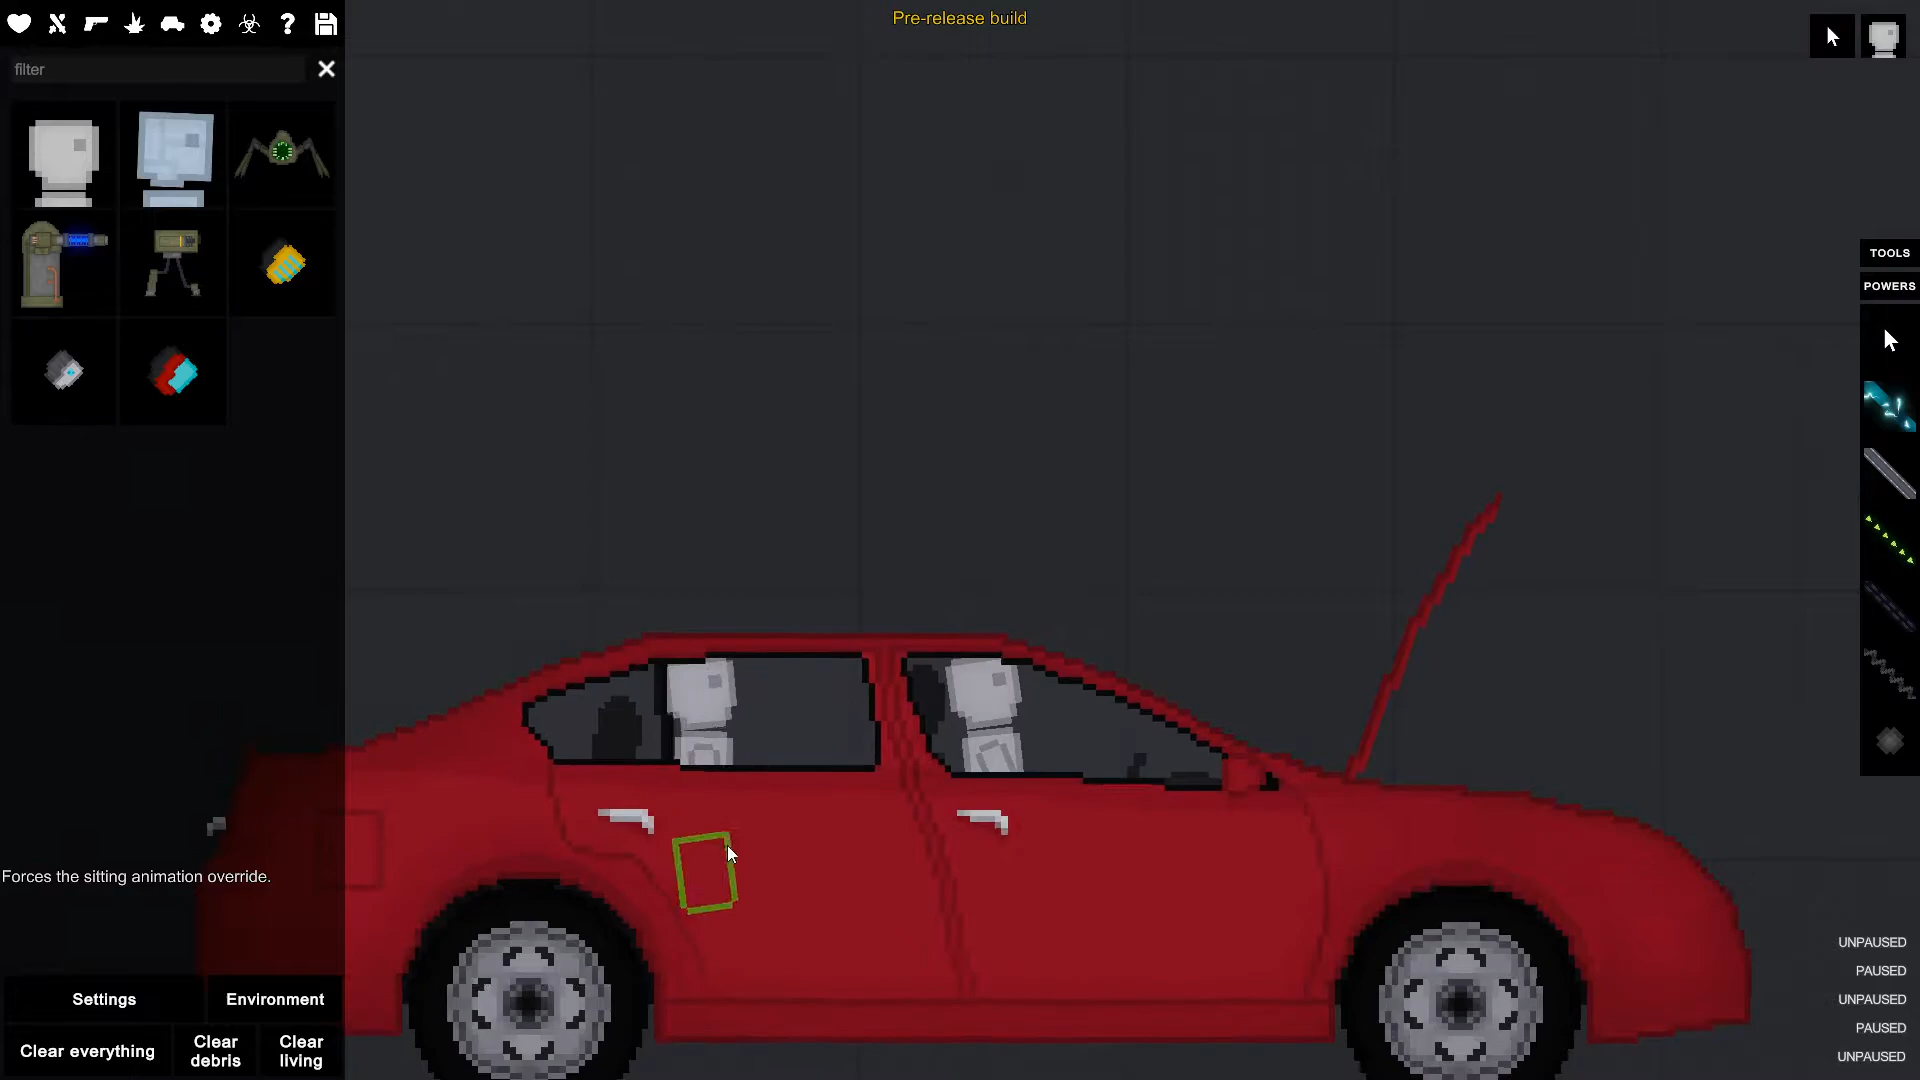 Pre-release build
filter
TOOLS
POWERS
Forces the sitting animation override.
Settings
Environment
Clear everything
Clear
debris
Clear
living
UNPAUSED
PAUSED
UNPAUSED
PAUSED
UNPAUSED